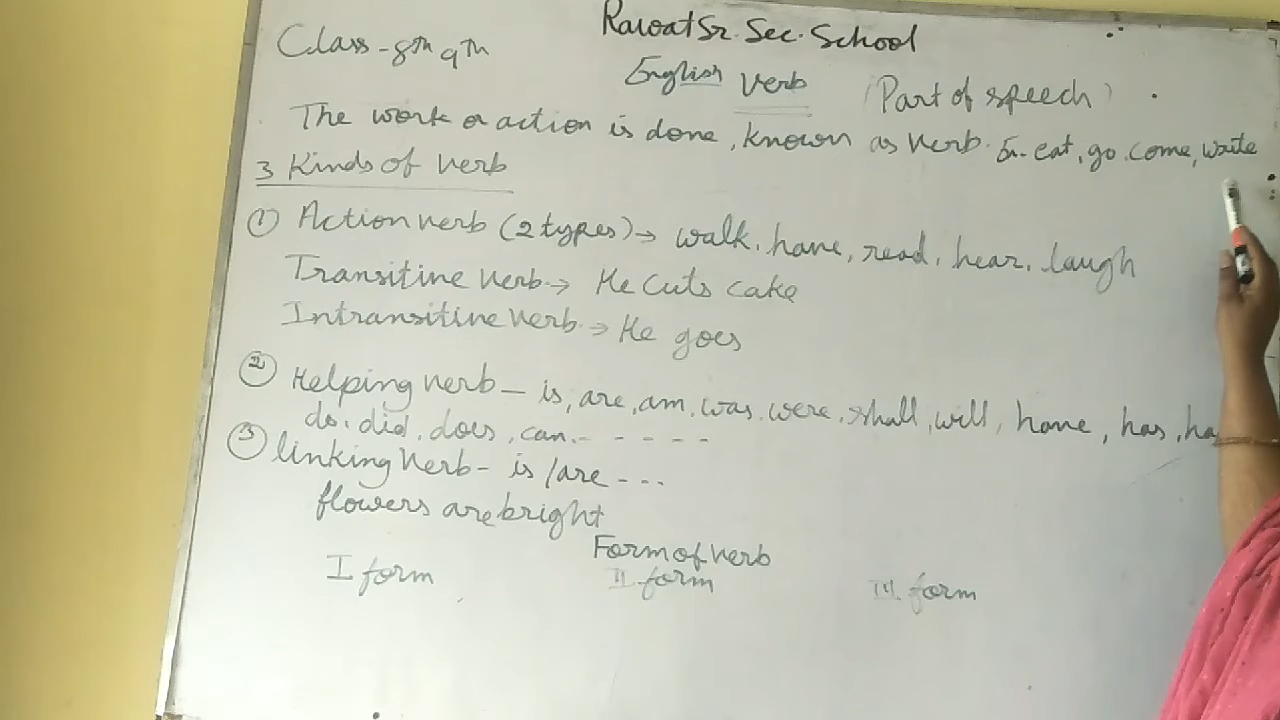 Rawat Sr. Sec. School
Class - 8th 9th
English Verb (Part of speech)
The work or action is done, known as verb. Ex- eat, go. come, write
3 Kinds of verb
① Action verb (2 types) → walk, have, read, hear, laugh
Transitive verb → He Cuts cake
Intransitive verb → He goes
② Helping verb - is, are, am, was, were, shall, will, have, has,
do, did, does, can - - - - -
③ linking verb - is / are - - -
flowers are bright
Form of verb
I form II form III form